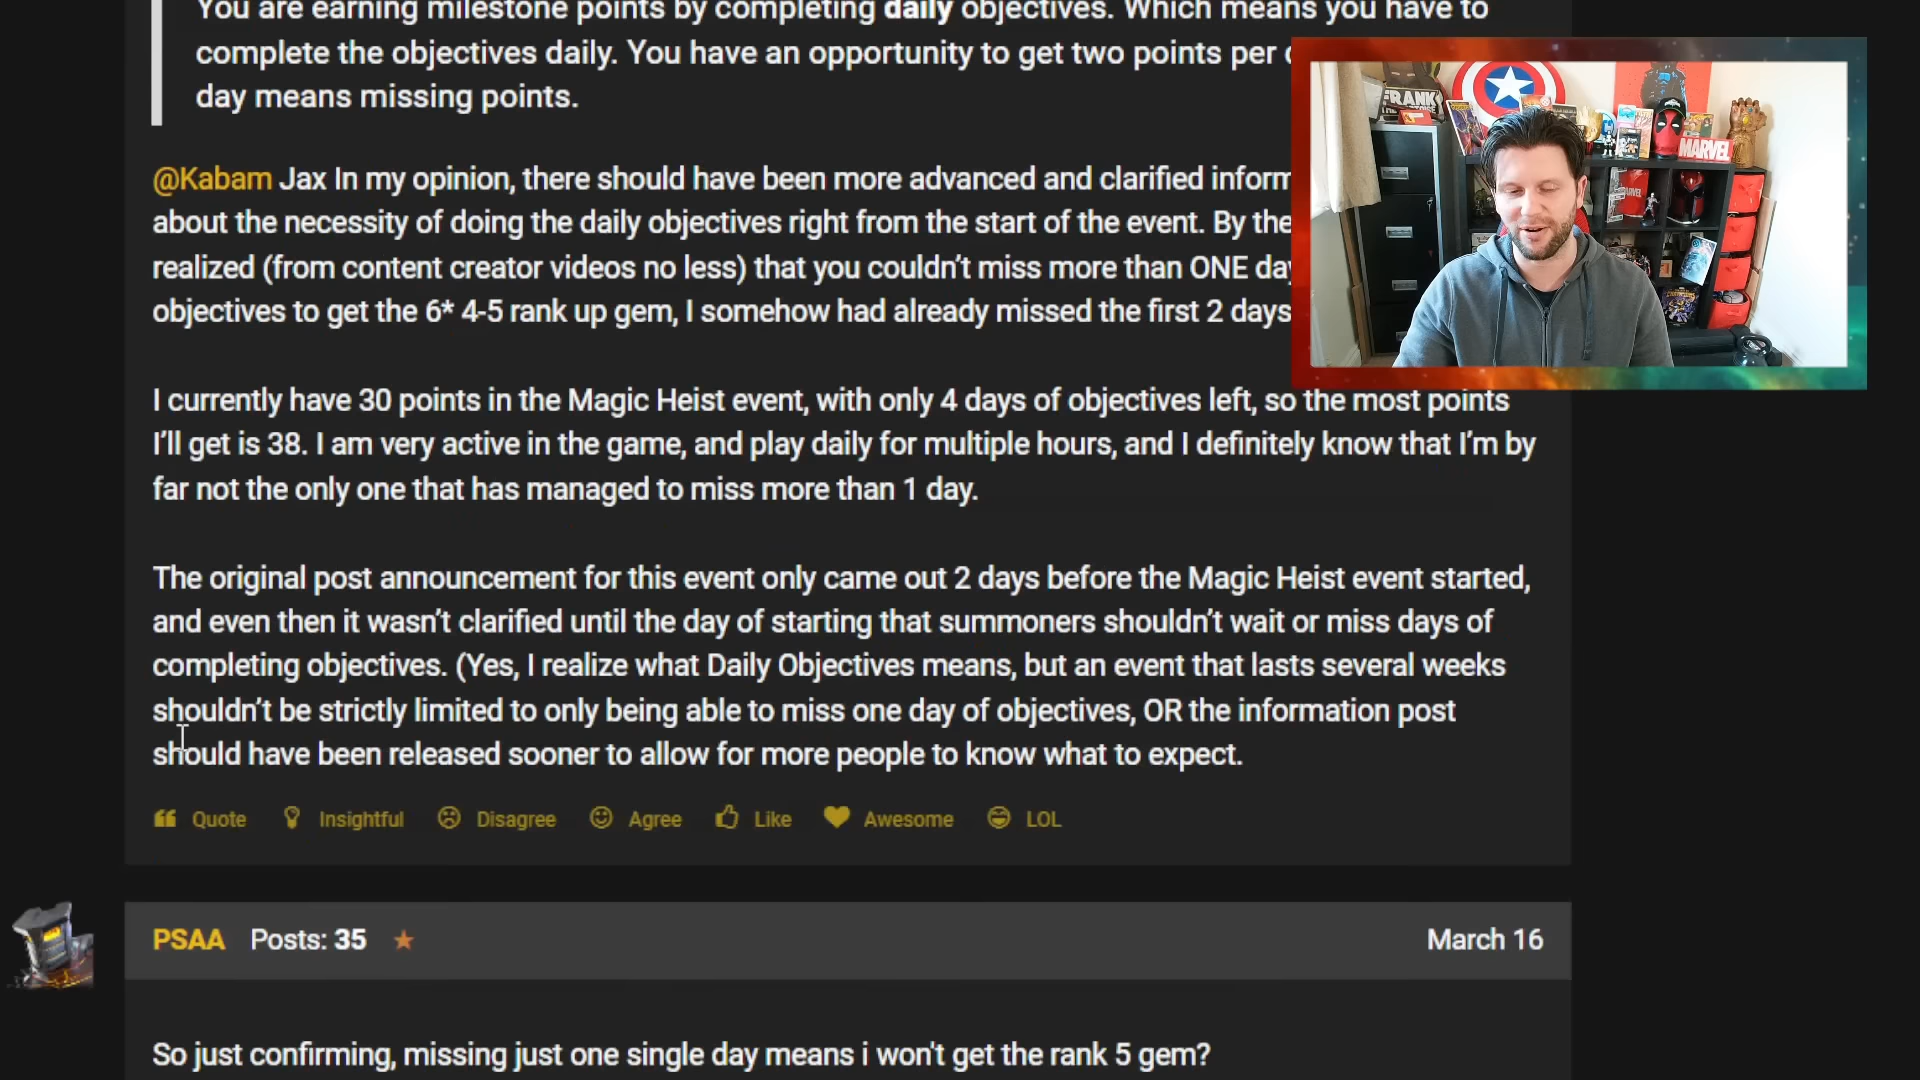 You are earning milestone points by completing daily objectives. Which means you have to
complete the objectives daily. You have an opportunity to get two points per
day means missing points.
@Kabam Jax In my opinion, there should have been more advanced and clarified
about the necessity of doing the daily objectives right from the start of the event. By the
realized (from content creator videos no less) that you couldn't miss more than ONE
objectives to get the 6* 4-5 rank up gem, I somehow had already missed the first 2 days
I currently have 30 points in the Magic Heist event, with only 4 days of objectives left, so the most points
I'll get is 38. I am very active in the game, and play daily for multiple hours, and I definitely know that I'm by
far not the only one that has managed to miss more than 1 day.
The original post announcement for this event only came out 2 days before the Magic Heist event started,
and even then it wasn't clarified until the day of starting that summoners shouldn't wait or miss days of
completing objectives. (Yes, I realize what Daily Objectives means, but an event that lasts several weeks
shouldn't be strictly limited to only being able to miss one day of objectives, OR the information post
should have been released sooner to allow for more people to know what to expect.
Quote Insightful Disagree Agree Like Awesome LOL
PSAA Posts: 35 March 16
So just confirming, missing just one single day means i won't get the rank 5 gem?
FRANK
MARVEL